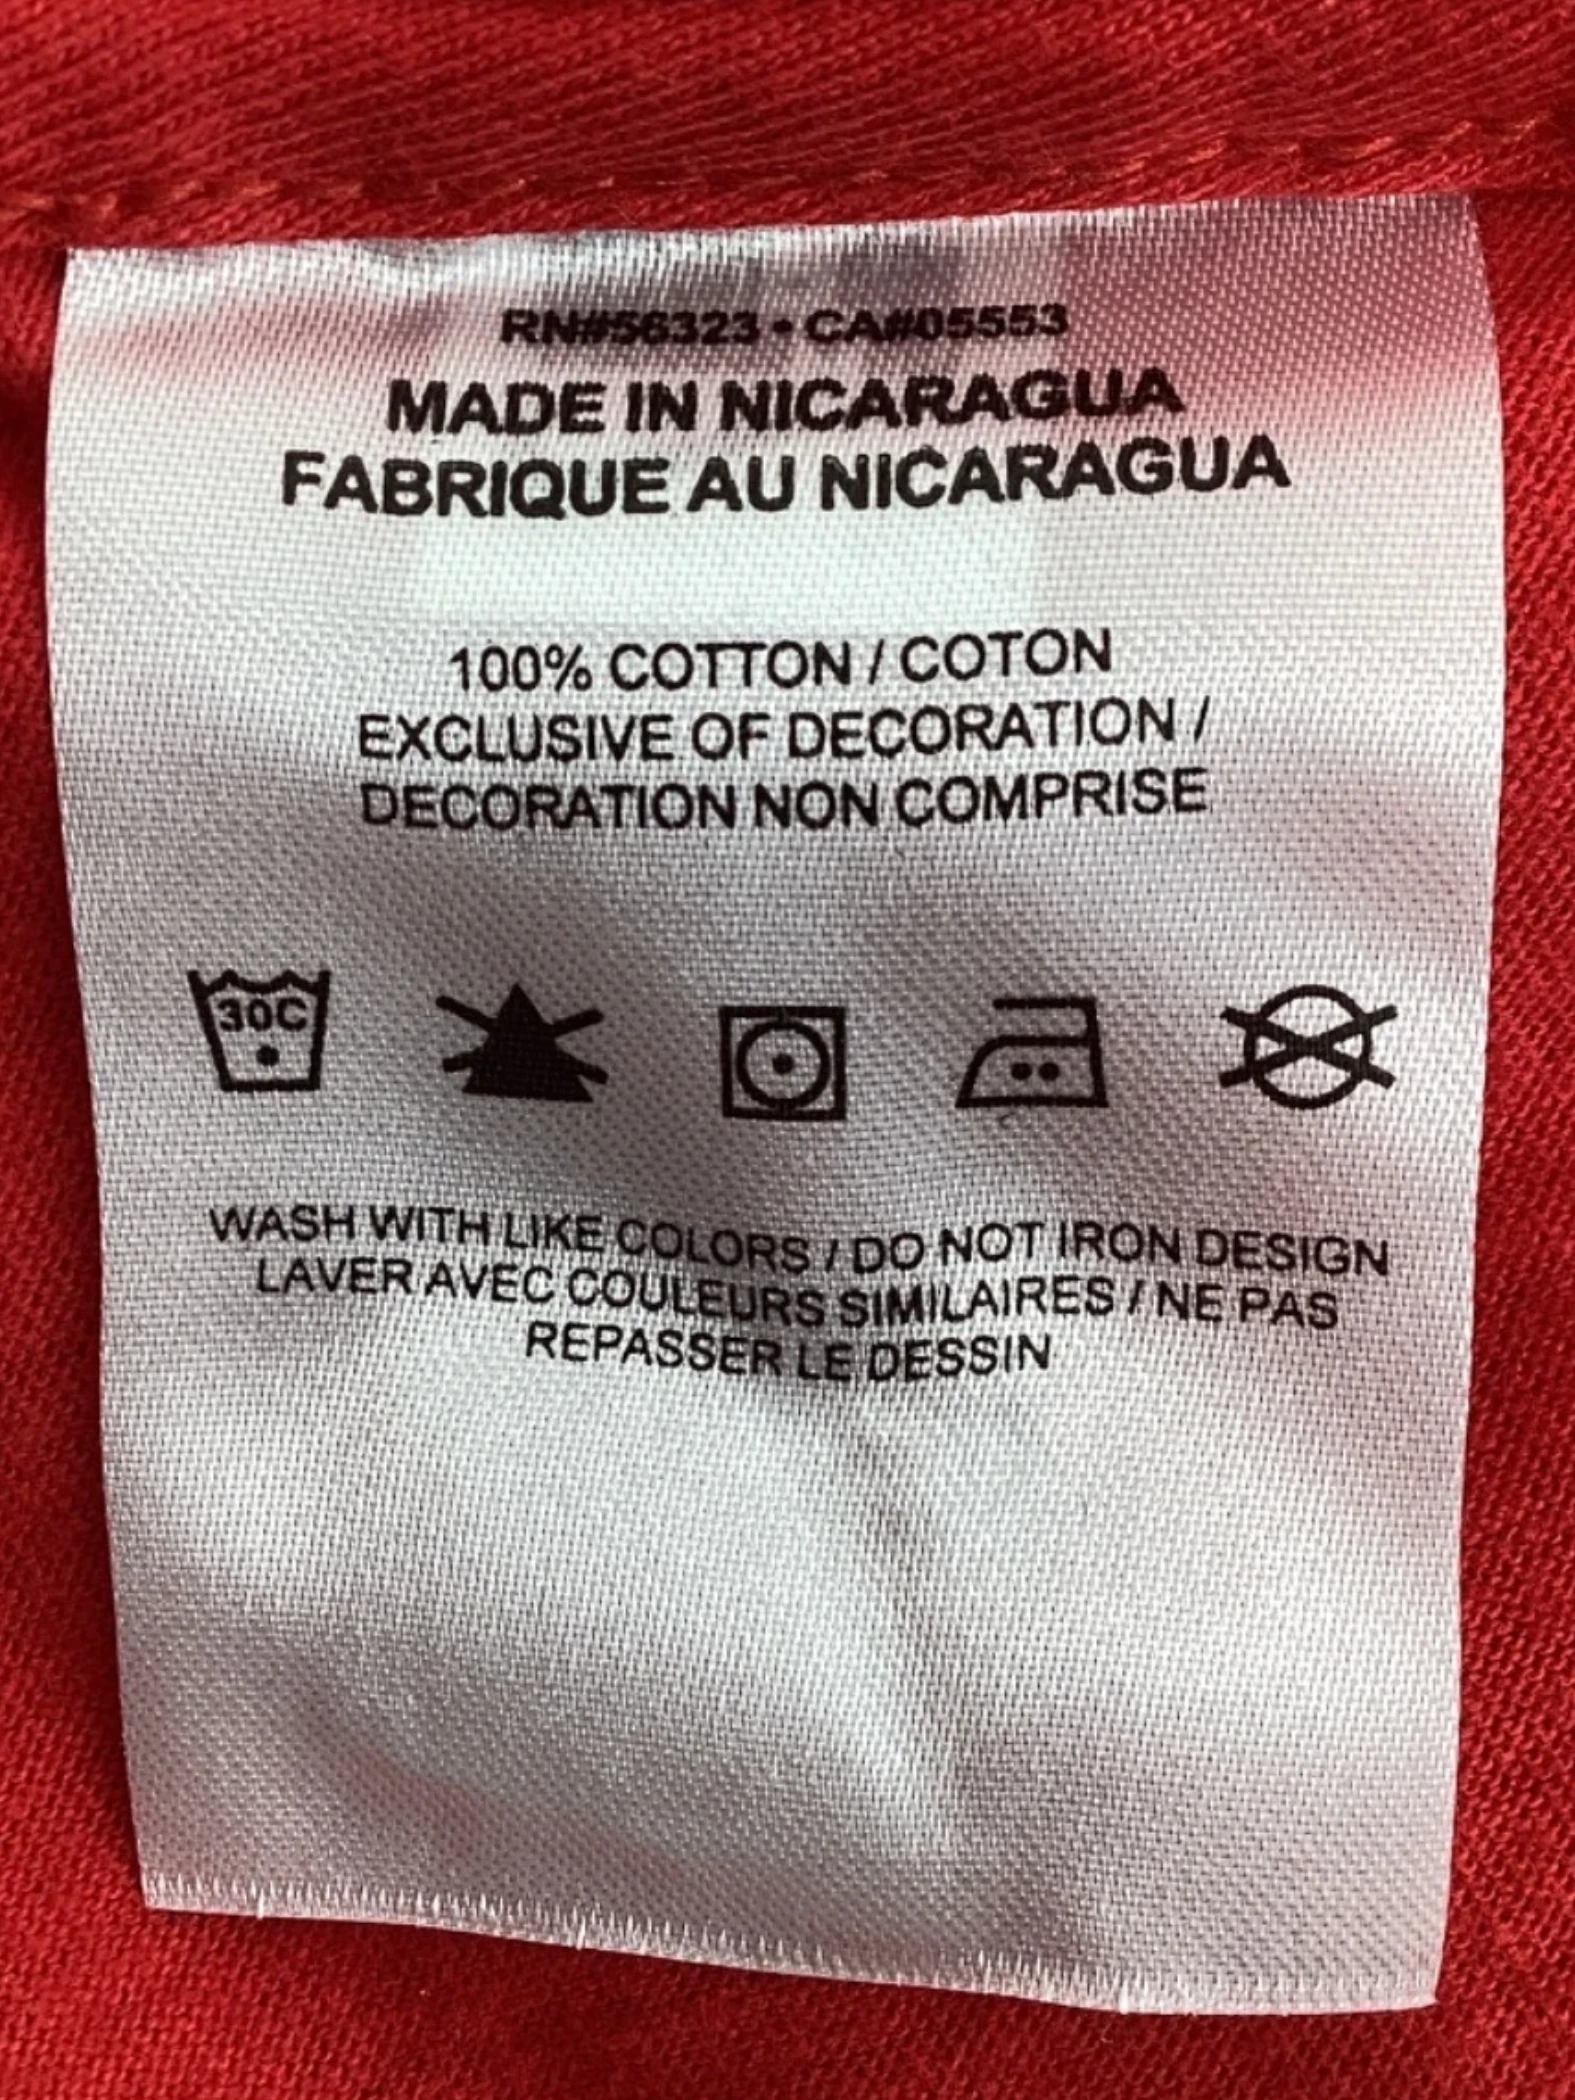 RN#56323 • CA#05553
MADE IN NICARAGUA
FABRIQUE AU NICARAGUA
100% COTTON / COTON
EXCLUSIVE OF DECORATION /
DECORATION NON COMPRISE
30C
WASH WITH LIKE COLORS / DO NOT IRON DESIGN
LAVER AVEC COULEURS SIMILAIRES / NE PAS
REPASSER LE DESSIN